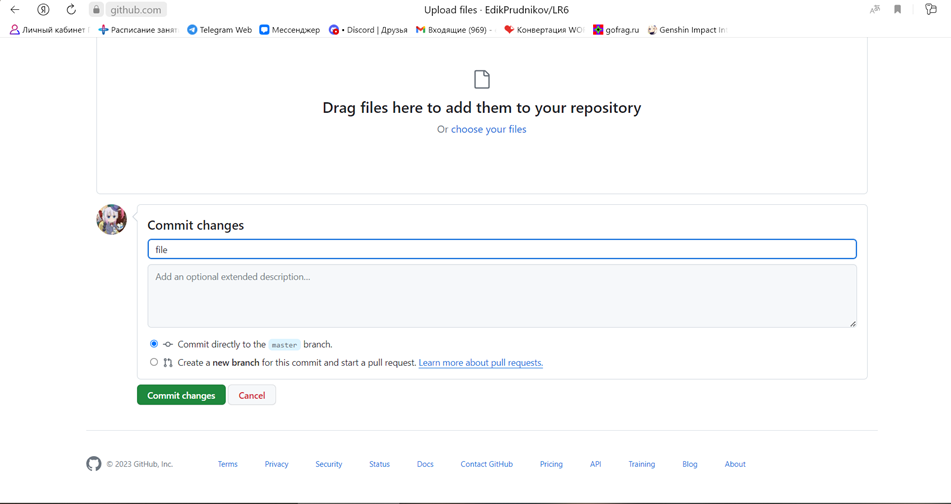 github.com
Upload files · EdikPrudnikov/LR6
Личный кабинет
Расписание занят
Telegram Web
Мессенджер
• Discord | Друзья
Входящие (969) -
Конвертация WO
gofrag.ru
Genshin Impact Int
Drag files here to add them to your repository
Or choose your files
Commit changes
file
Add an optional extended description...
Commit directly to the master branch.
Create a new branch for this commit and start a pull request. Learn more about pull requests.
Commit changes
Cancel
© 2023 GitHub, Inc.
Terms
Privacy
Security
Status
Docs
Contact GitHub
Pricing
API
Training
Blog
About